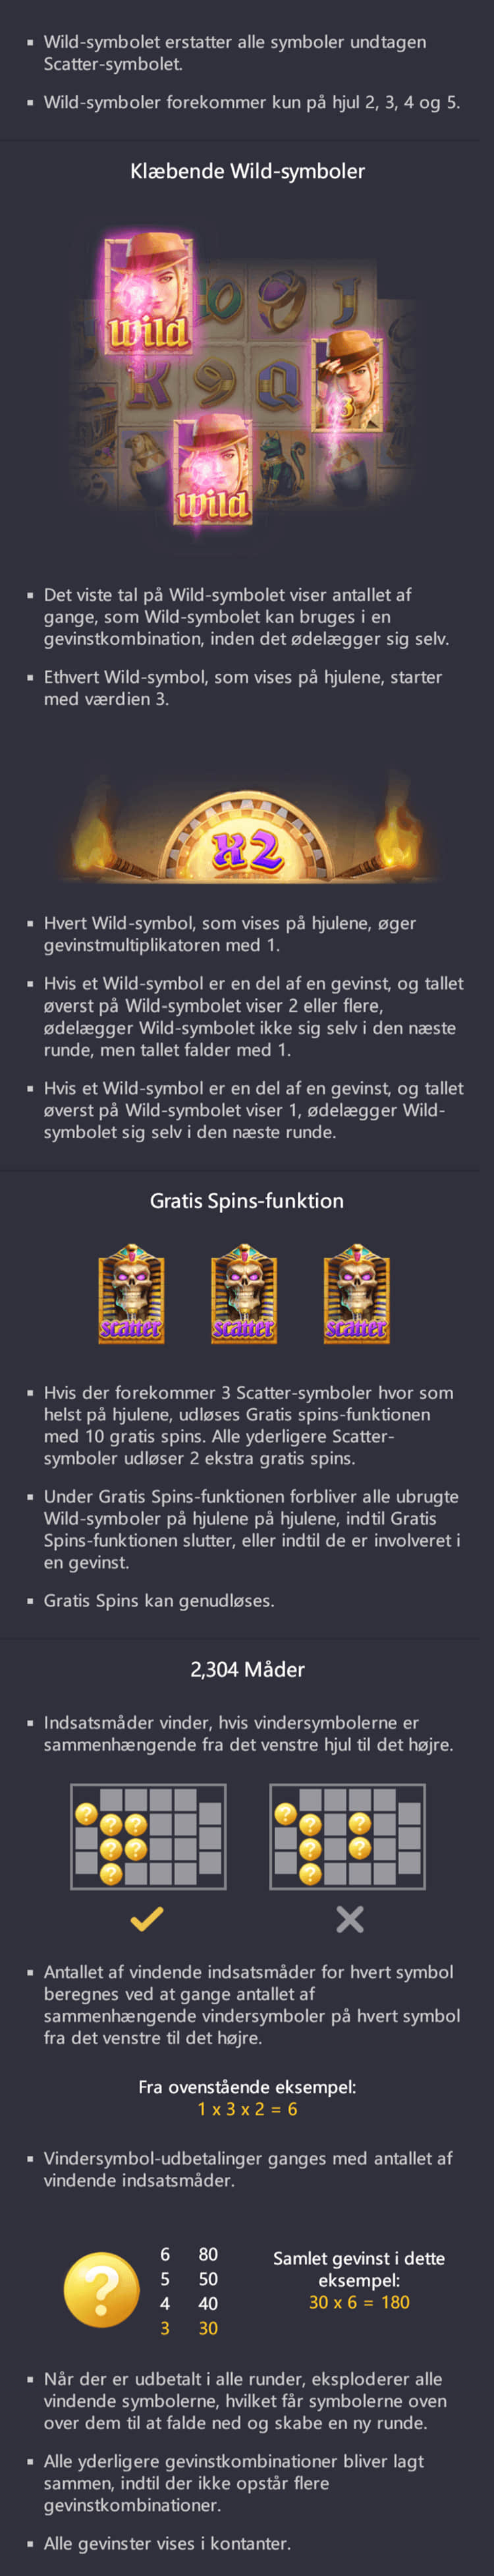 ▪ Wild-symbolet erstatter alle symboler undtagen
Scatter-symbolet.
▪ Wild-symboler forekommer kun på hjul 2, 3, 4 og 5.
Klæbende Wild-symboler
10 J
Wild
K 9 Q
3
Wild
▪ Det viste tal på Wild-symbolet viser antallet af
gange, som Wild-symbolet kan bruges i en
gevinstkombination, inden det ødelægger sig selv.
▪ Ethvert Wild-symbol, som vises på hjulene, starter
med værdien 3.
x2
▪ Hvert Wild-symbol, som vises på hjulene, øger
gevinstmultiplikatoren med 1.
▪ Hvis et Wild-symbol er en del af en gevinst, og tallet
øverst på Wild-symbolet viser 2 eller flere,
ødelægger Wild-symbolet ikke sig selv i den næste
runde, men tallet falder med 1.
▪ Hvis et Wild-symbol er en del af en gevinst, og tallet
øverst på Wild-symbolet viser 1, ødelægger Wild-
symbolet sig selv i den næste runde.
Gratis Spins-funktion
scatter scatter scatter
▪ Hvis der forekommer 3 Scatter-symboler hvor som
helst på hjulene, udløses Gratis spins-funktionen
med 10 gratis spins. Alle yderligere Scatter-
symboler udløser 2 ekstra gratis spins.
▪ Under Gratis Spins-funktionen forbliver alle ubrugte
Wild-symboler på hjulene på hjulene, indtil Gratis
Spins-funktionen slutter, eller indtil de er involveret i
en gevinst.
▪ Gratis Spins kan genudløses.
2,304 Måder
▪ Indsatsmåder vinder, hvis vindersymbolerne er
sammenhængende fra det venstre hjul til det højre.
? ? ? ? ? ? ? ? ? ? ? ?
▪ Antallet af vindende indsatsmåder for hvert symbol
beregnes ved at gange antallet af
sammenhængende vindersymboler på hvert symbol
fra det venstre til det højre.
Fra ovenstående eksempel:
1 x 3 x 2 = 6
▪ Vindersymbol-udbetalinger ganges med antallet af
vindende indsatsmåder.
?
6 80
5 50
4 40
3 30
Samlet gevinst i dette
eksempel:
30 x 6 = 180
▪ Når der er udbetalt i alle runder, eksploderer alle
vindende symbolerne, hvilket får symbolerne oven
over dem til at falde ned og skabe en ny runde.
▪ Alle yderligere gevinstkombinationer bliver lagt
sammen, indtil der ikke opstår flere
gevinstkombinationer.
▪ Alle gevinster vises i kontanter.